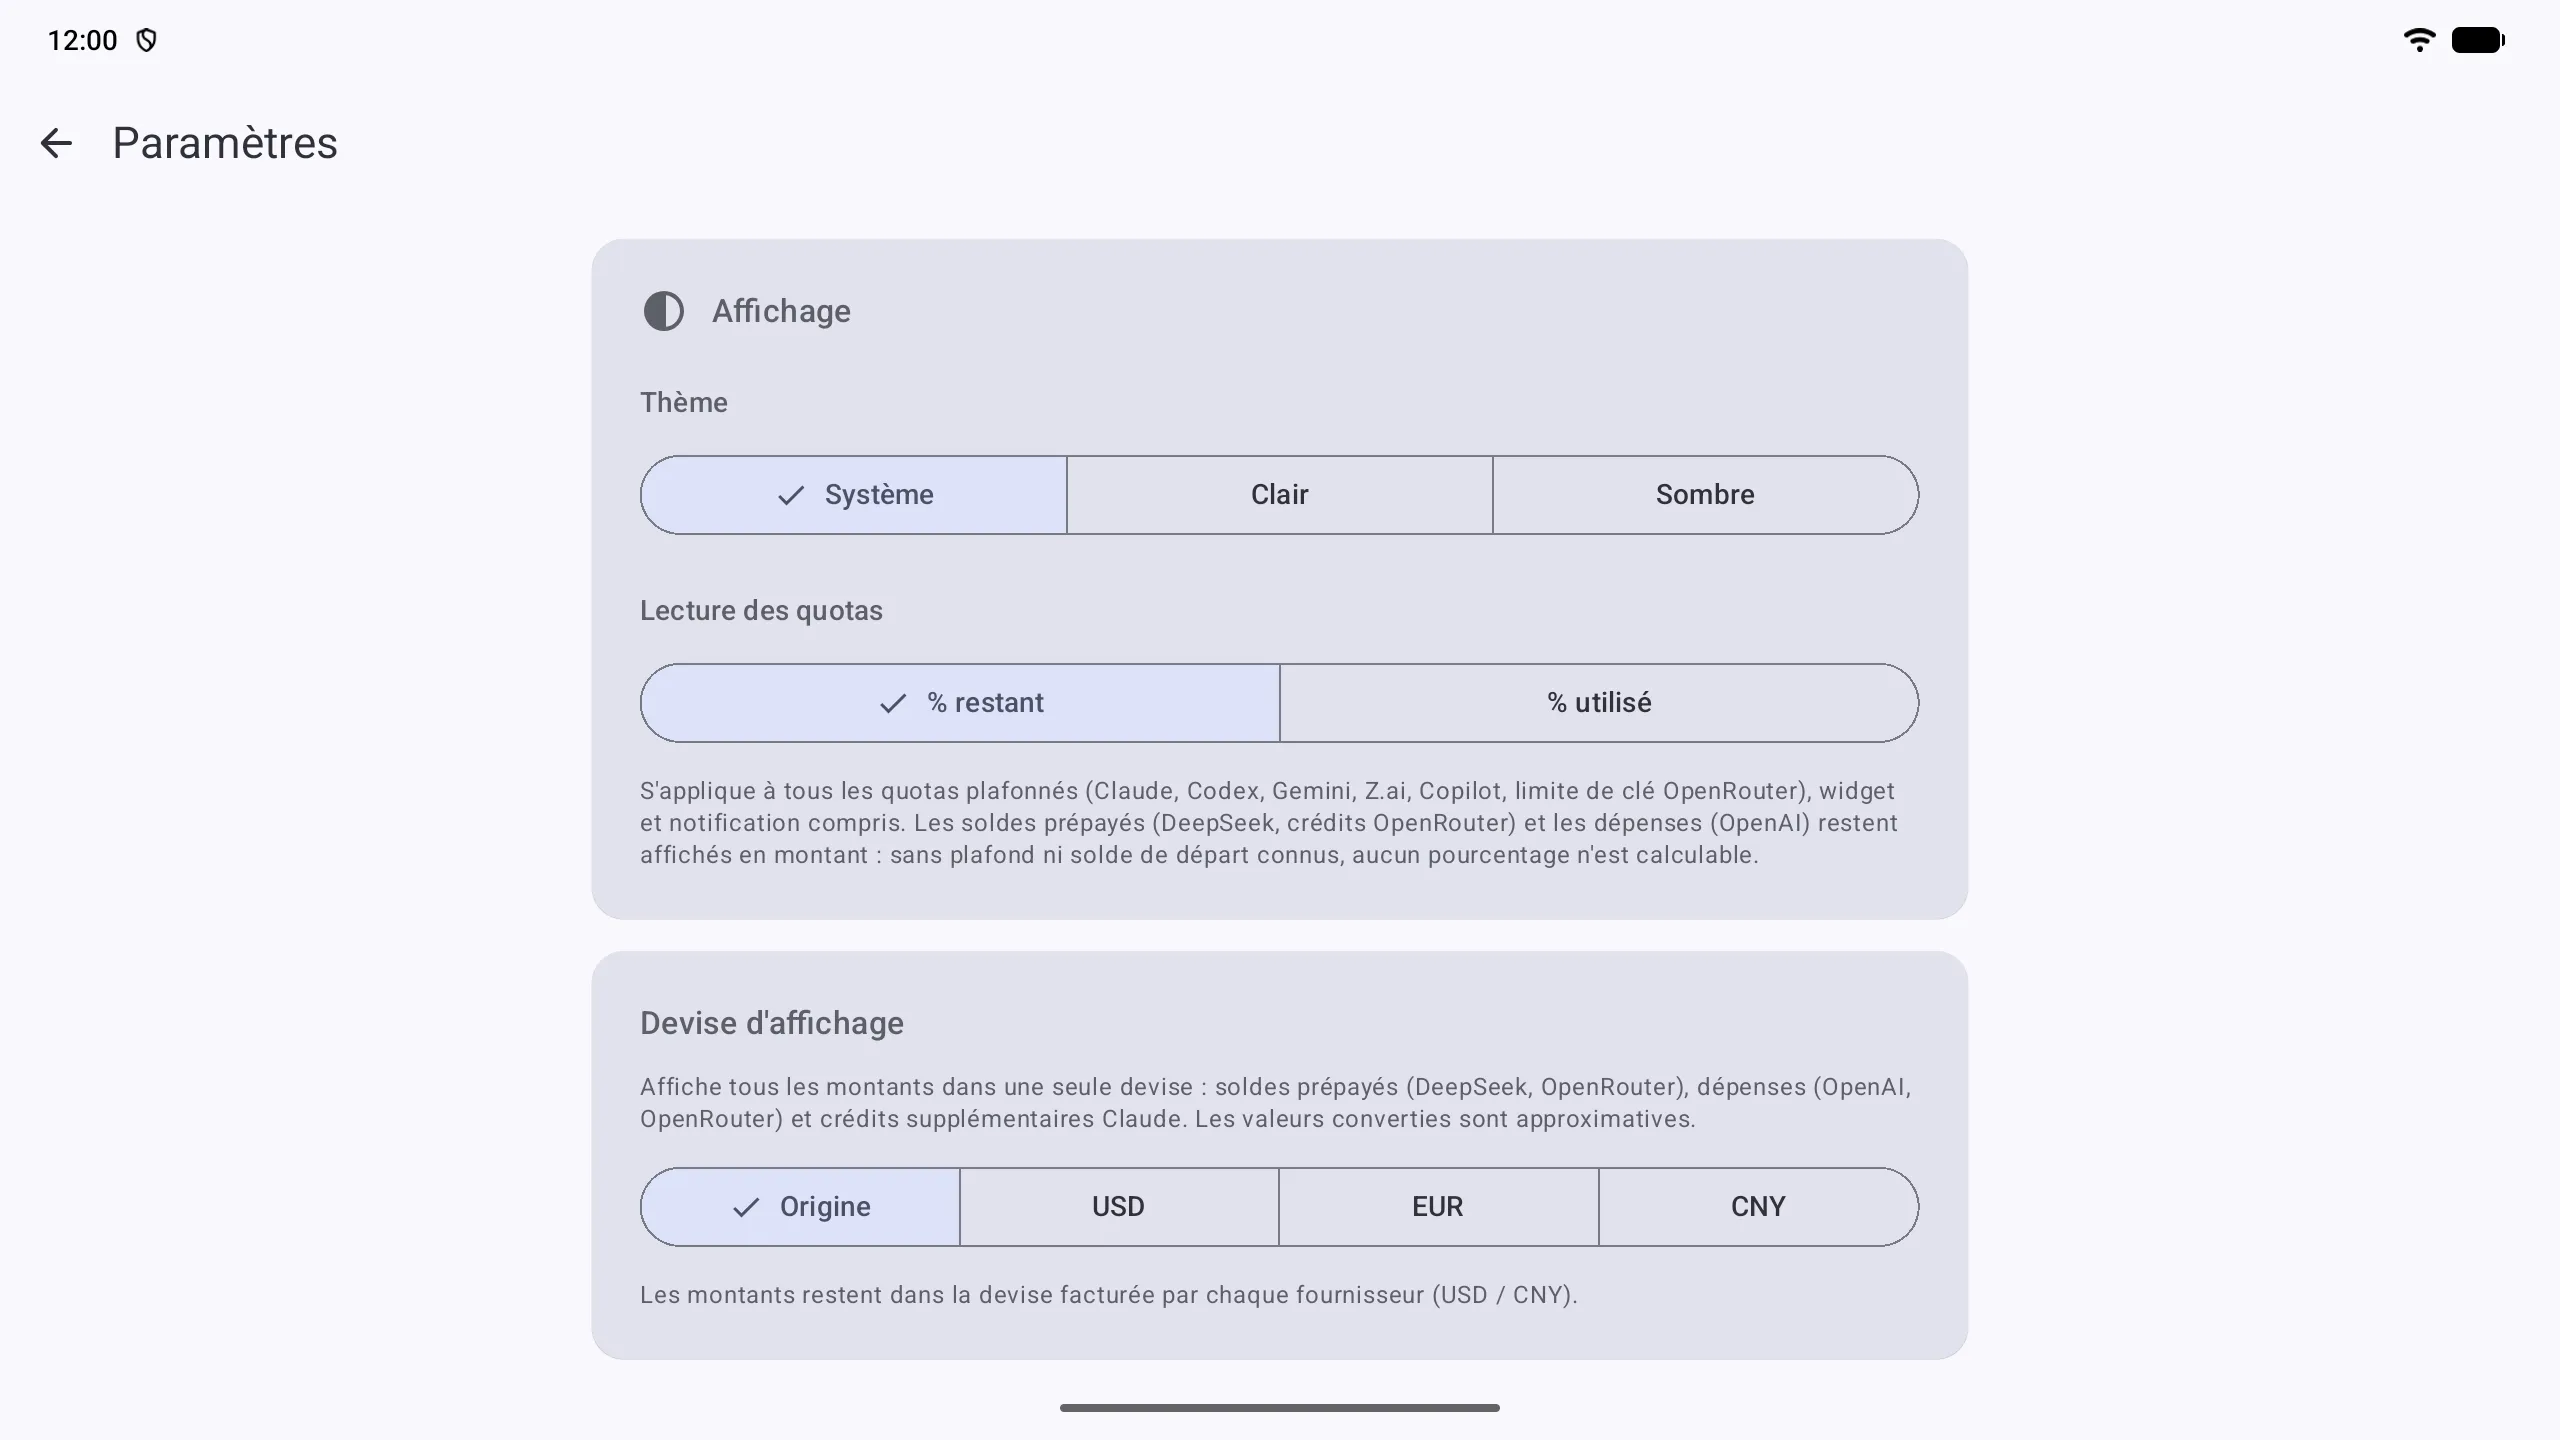 12:00
Paramètres
Affichage
Thème
Système
Clair
Sombre
Lecture des quotas
% restant
% utilisé
S'applique à tous les quotas plafonnés (Claude, Codex, Gemini, Z.ai, Copilot, limite de clé OpenRouter), widget
et notification compris. Les soldes prépayés (DeepSeek, crédits OpenRouter) et les dépenses (OpenAI) restent
affichés en montant : sans plafond ni solde de départ connus, aucun pourcentage n'est calculable.
Devise d'affichage
Affiche tous les montants dans une seule devise : soldes prépayés (DeepSeek, OpenRouter), dépenses (OpenAI,
OpenRouter) et crédits supplémentaires Claude. Les valeurs converties sont approximatives.
Origine
USD
EUR
CNY
Les montants restent dans la devise facturée par chaque fournisseur (USD / CNY).